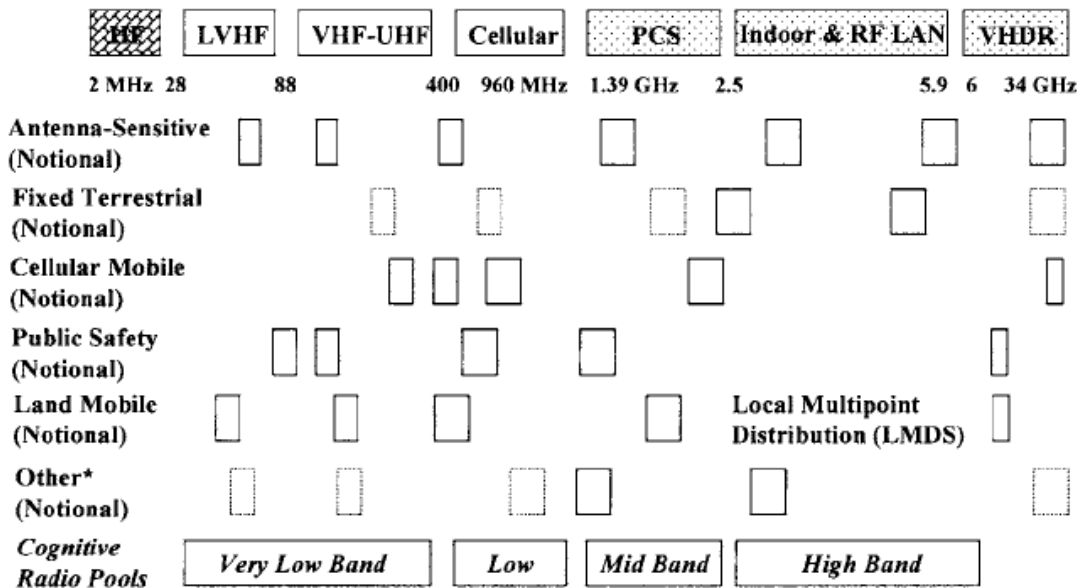 HF LVHF VHF-UHF Cellular PCS Indoor & RF LAN VHDR
2 MHz 28 88 400 960 MHz 1.39 GHz 2.5 5.9 6 34 GHz
Antenna-Sensitive
(Notional)
Fixed Terrestrial
(Notional)
Cellular Mobile
(Notional)
Public Safety
(Notional)
Land Mobile
(Notional)
Local Multipoint
Distribution (LMDS)
Other*
(Notional)
Cognitive
Radio Pools
Very Low Band Low Mid Band High Band